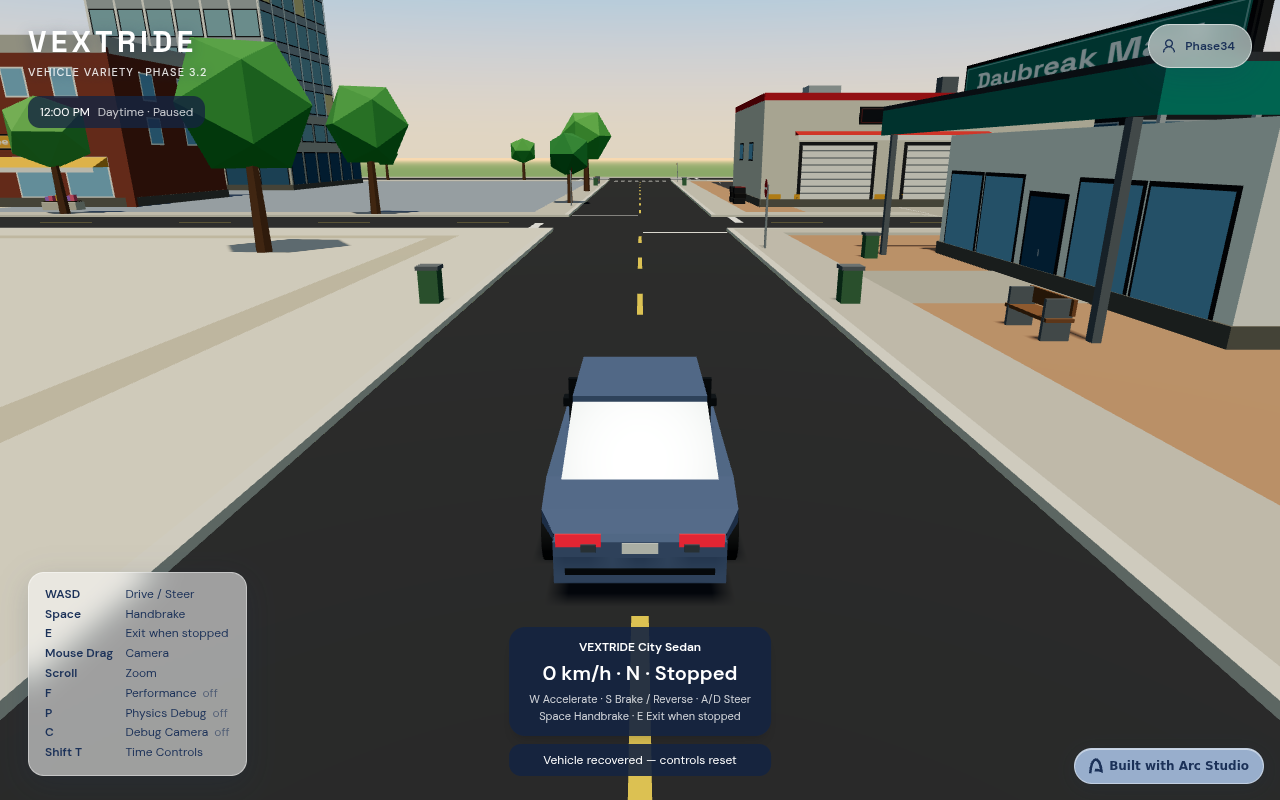 VEXTRIDE
VEHICLE VARIETY · PHASE 3.2
12:00 PM Daytime · Paused
Daubreak
Phase34
WASD Drive / Steer
Space Handbrake
E Exit when stopped
Mouse Drag Camera
Scroll Zoom
F Performance off
P Physics Debug off
C Debug Camera off
Shift T Time Controls
VEXTRIDE City Sedan
0 km/h · N · Stopped
W Accelerate · S Brake / Reverse · A/D Steer
Space Handbrake · E Exit when stopped
Vehicle recovered — controls reset
Built with Arc Studio